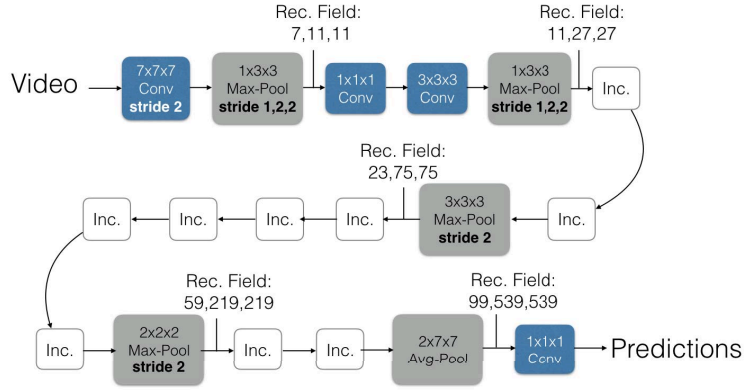 Rec. Field:
7,11,11
Rec. Field:
11,27,27
Video
7x7x7
Conv
stride 2
1x3x3
Max-Pool
stride 1,2,2
1x1x1
Conv
3x3x3
Conv
1x3x3
Max-Pool
stride 1,2,2
Inc.
Rec. Field:
23,75,75
Inc.
Inc.
Inc.
Inc.
3x3x3
Max-Pool
stride 2
Inc.
Rec. Field:
59,219,219
Rec. Field:
99,539,539
Inc.
2x2x2
Max-Pool
stride 2
Inc.
Inc.
2x7x7
Avg-Pool
1x1x1
Conv
Predictions